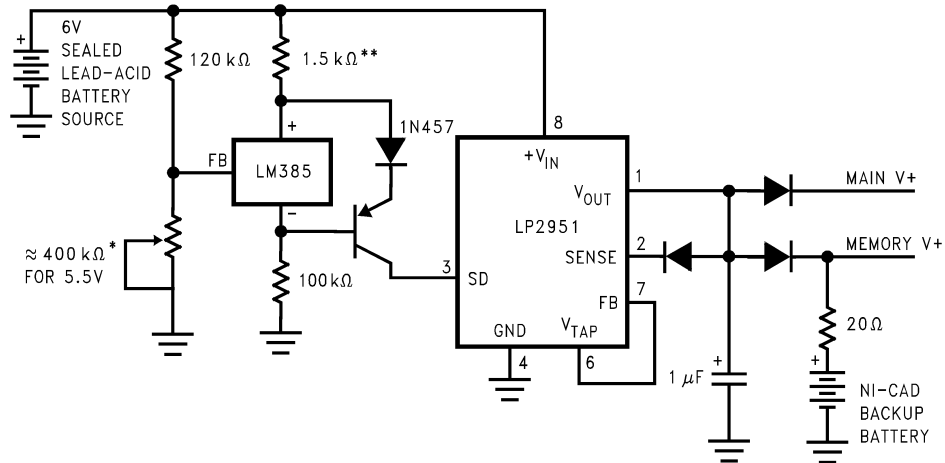 +
6V
SEALED
LEAD-ACID
BATTERY
SOURCE
120 kΩ
1.5 kΩ**
+
1N457
FB
LM385
-
≈ 400 kΩ*
FOR 5.5V
100kΩ
8
+VIN
1
VOUT
LP2951
2
SENSE
3
SD
7
FB
GND
VTAP
4
6
MAIN V+
MEMORY V+
20Ω
+
1 μF
+
NI-CAD
BACKUP
BATTERY